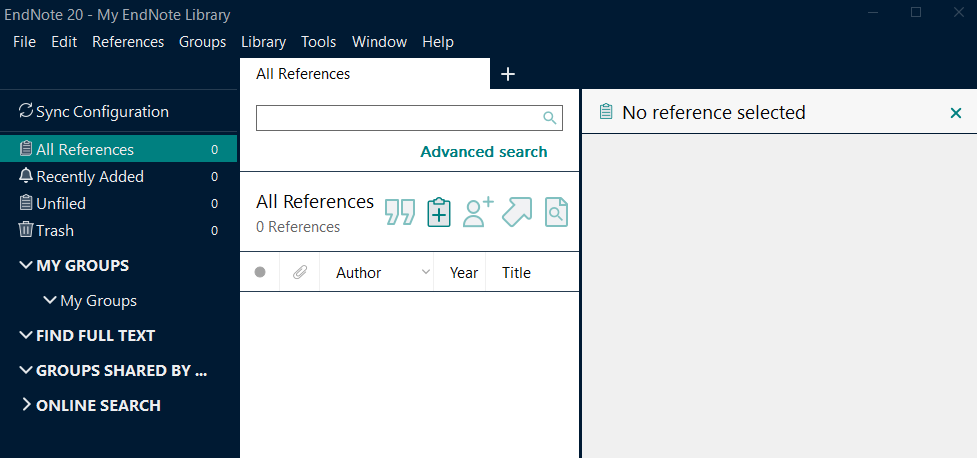 EndNote 20 - My EndNote Library
File Edit References Groups Library Tools Window Help
All References
Sync Configuration
All References 0
Recently Added 0
Unfiled 0
Trash 0
MY GROUPS
My Groups
FIND FULL TEXT
GROUPS SHARED BY ...
ONLINE SEARCH
Advanced search
All References
0 References
Author Year Title
No reference selected